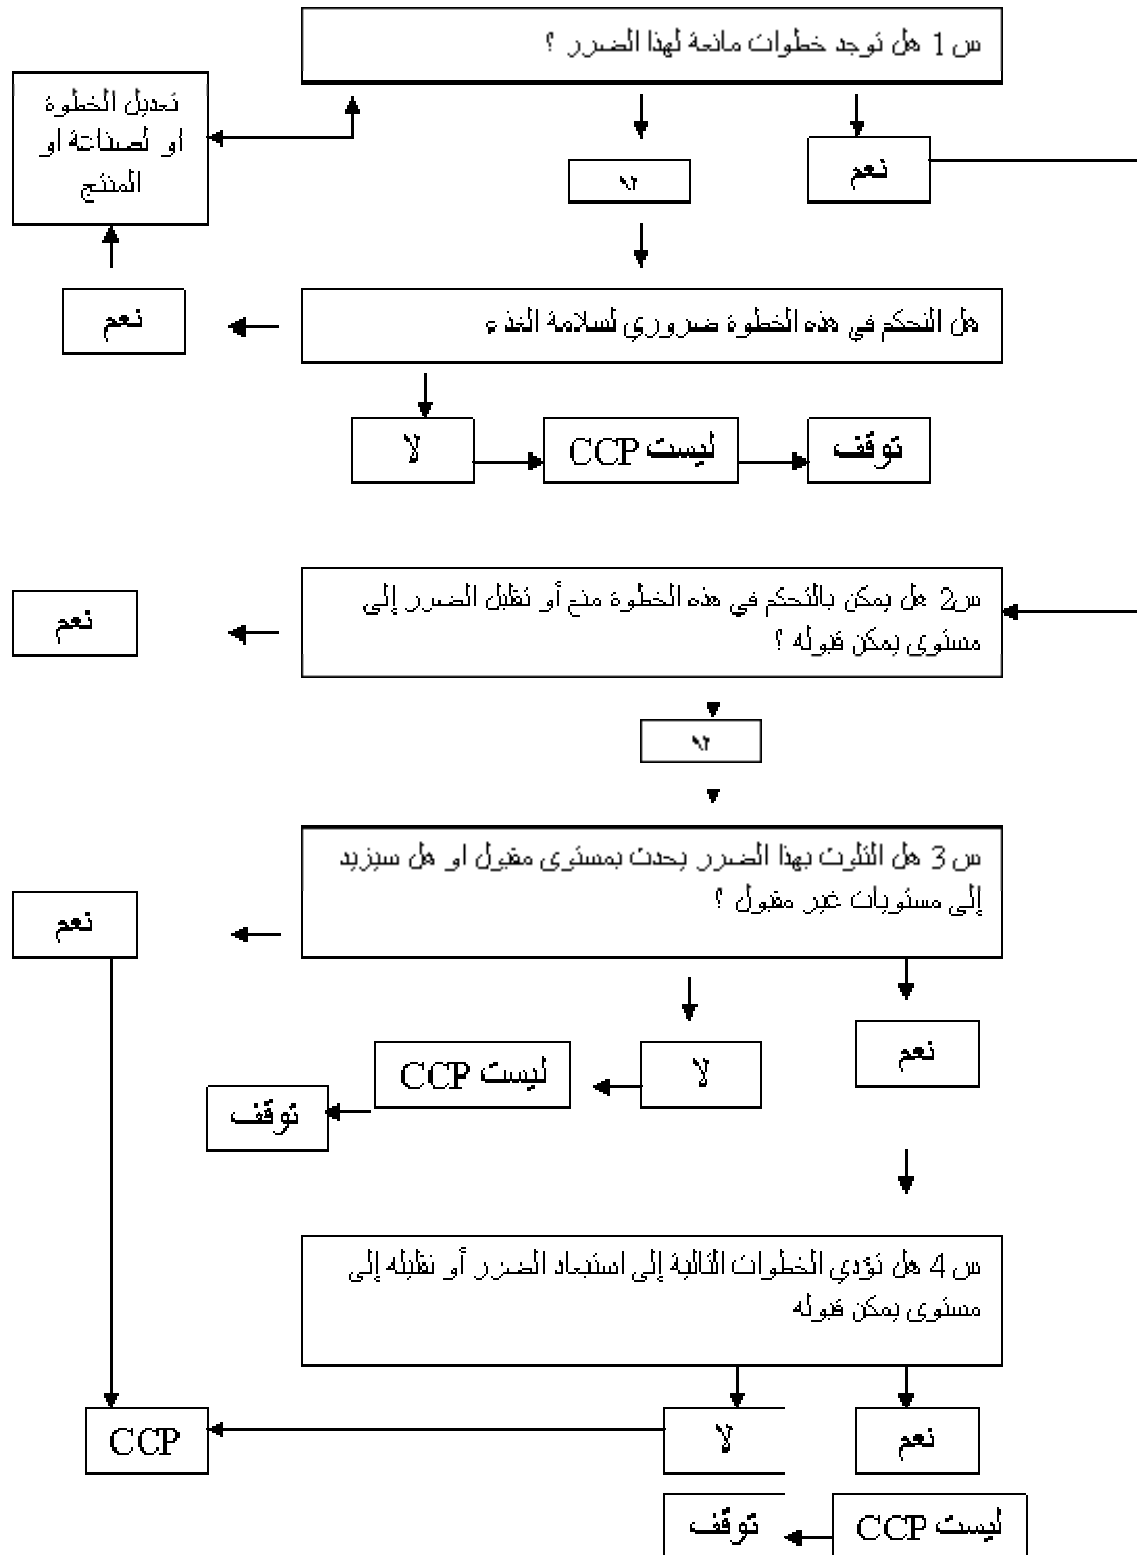 س 1 هل توجد خطوات مانعة لهذا الضرر ؟
تعديل الخطوة
او لصناعة او
المنتج
لا
نعم
هل التحكم في هذه الخطوة ضروري لسلامة الغذء
نعم
لا
ليست CCP
توقف
س2 هل يمكن بالتحكم في هذه الخطوة منع أو تقليل الضرر إلى
مستوى يمكن قبوله ؟
نعم
لا
س 3 هل التلوث بهذا الضرر يحدث بمستوى مقبول او هل سيزيد
إلى مستويات غير مقبول ؟
نعم
نعم
لا
ليست CCP
توقف
س 4 هل تؤدي الخطوات التالية إلى استبعاد الضرر أو تقليله إلى
مستوى يمكن قبوله
نعم
لا
CCP
ليست CCP
توقف